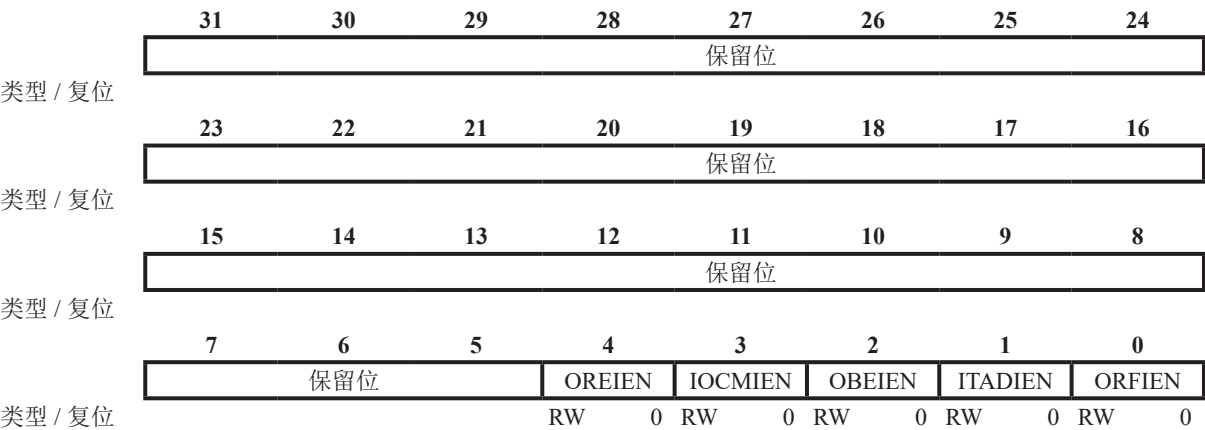 31 30 29 28 27 26 25 24
保留位
类型 / 复位
23 22 21 20 19 18 17 16
保留位
类型 / 复位
15 14 13 12 11 10 9 8
保留位
类型 / 复位
7 6 5 4 3 2 1 0
保留位 OREIEN IOCMIEN OBEIEN ITADIEN ORFIEN
类型 / 复位 RW 0 RW 0 RW 0 RW 0 RW 0